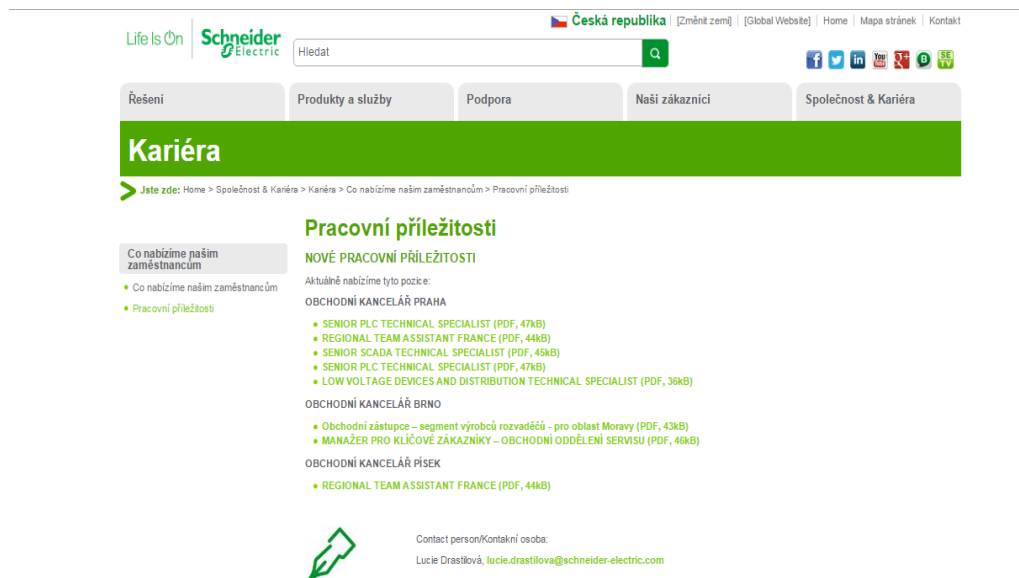 Česká republika | [Změnit zemi] | [Global Website] | Home | Mapa stránek | Kontakt
Life Is On | Schneider Electric
Hledat
Řešení
Produkty a služby
Podpora
Naši zákazníci
Společnost & Kariéra
Kariéra
Jste zde: Home > Společnost & Kariéra > Kariéra > Co nabízíme našim zaměstnancům > Pracovní příležitosti
Co nabízíme našim
zaměstnancům
• Co nabízíme našim zaměstnancům
• Pracovní příležitosti
Pracovní příležitosti
NOVÉ PRACOVNÍ PŘÍLEŽITOSTI
Aktuálně nabízíme tyto pozice:
OBCHODNÍ KANCELÁŘ PRAHA
• SENIOR PLC TECHNICAL SPECIALIST (PDF, 47kB)
• REGIONAL TEAM ASSISTANT FRANCE (PDF, 44kB)
• SENIOR SCADA TECHNICAL SPECIALIST (PDF, 45kB)
• SENIOR PLC TECHNICAL SPECIALIST (PDF, 47kB)
• LOW VOLTAGE DEVICES AND DISTRIBUTION TECHNICAL SPECIALIST (PDF, 36kB)
OBCHODNÍ KANCELÁŘ BRNO
• Obchodní zástupce – segment výrobců rozvaděčů - pro oblast Moravy (PDF, 43kB)
• MANAŽER PRO KLÍČOVÉ ZÁKAZNÍKY – OBCHODNÍ ODDĚLENÍ SERVISU (PDF, 46kB)
OBCHODNÍ KANCELÁŘ PÍSEK
• REGIONAL TEAM ASSISTANT FRANCE (PDF, 44kB)
Contact person/Kontakní osoba:
Lucie Drastilová, lucie.drastilova@schneider-electric.com